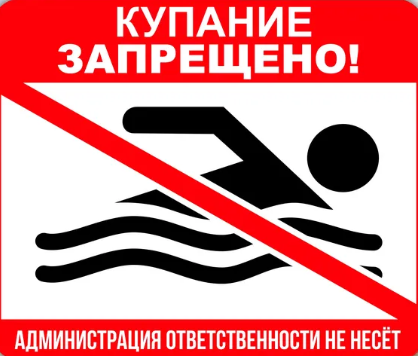 КУПАНИЕ
ЗАПРЕЩЕНО!
АДМИНИСТРАЦИЯ ОТВЕТСТВЕННОСТИ НЕ НЕСЁТ